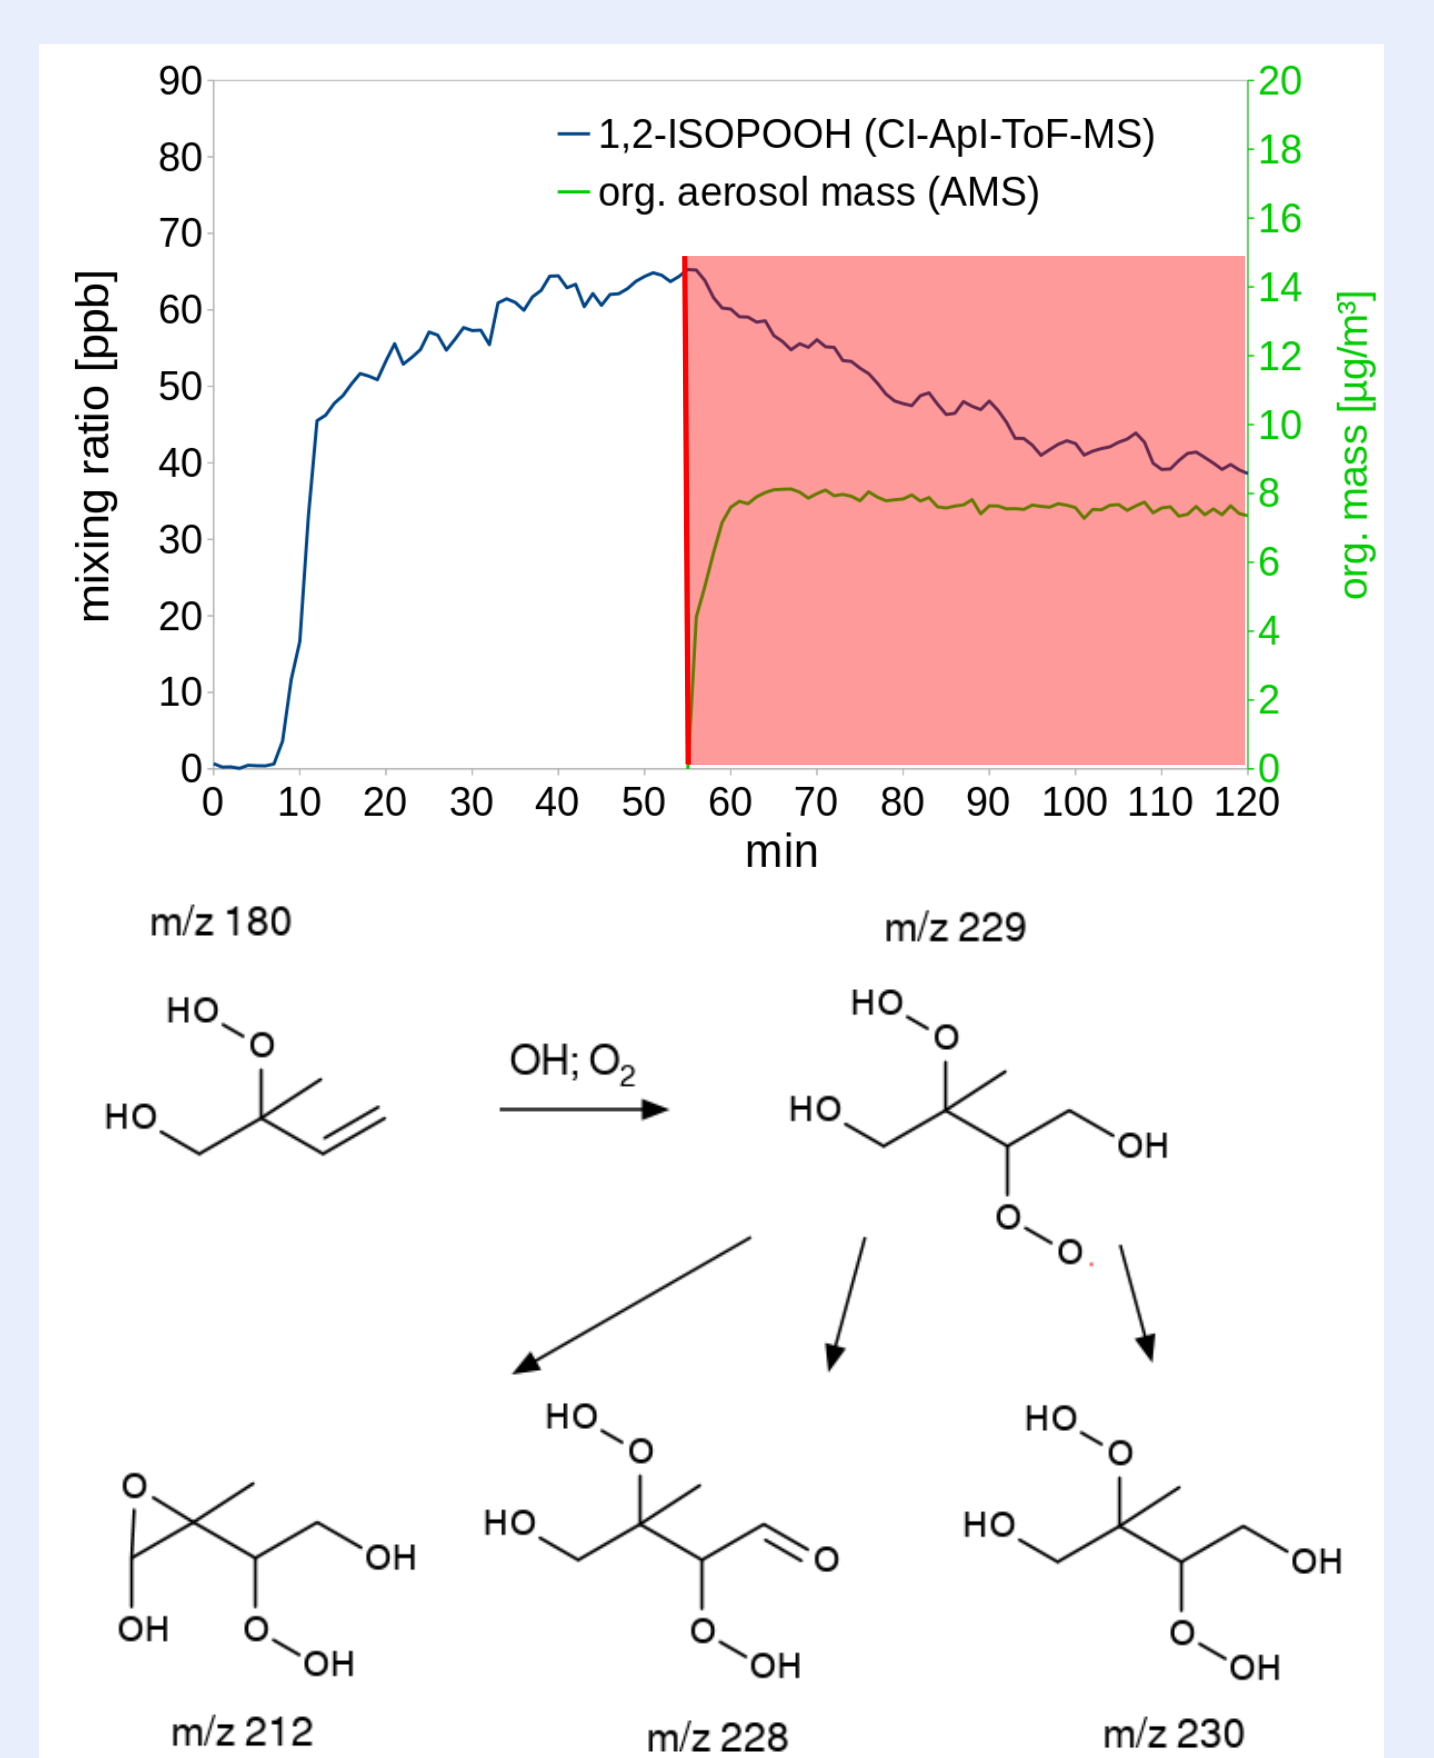 90
80
70
60
50
40
30
20
10
0
mixing ratio [ppb]
1,2-ISOPOOH (CI-ApI-ToF-MS)
org. aerosol mass (AMS)
20
18
16
14
12
10
8
6
4
2
0
org. mass [µg/m³]
0 10 20 30 40 50 60 70 80 90 100 110 120
min
m/z 180
m/z 229
HO
O
HO
OH; O₂
HO
O
HO
OH
O
O.
O
OH
OH
O
OH
HO
O
HO
O
O
OH
HO
O
HO
OH
O
OH
m/z 212
m/z 228
m/z 230